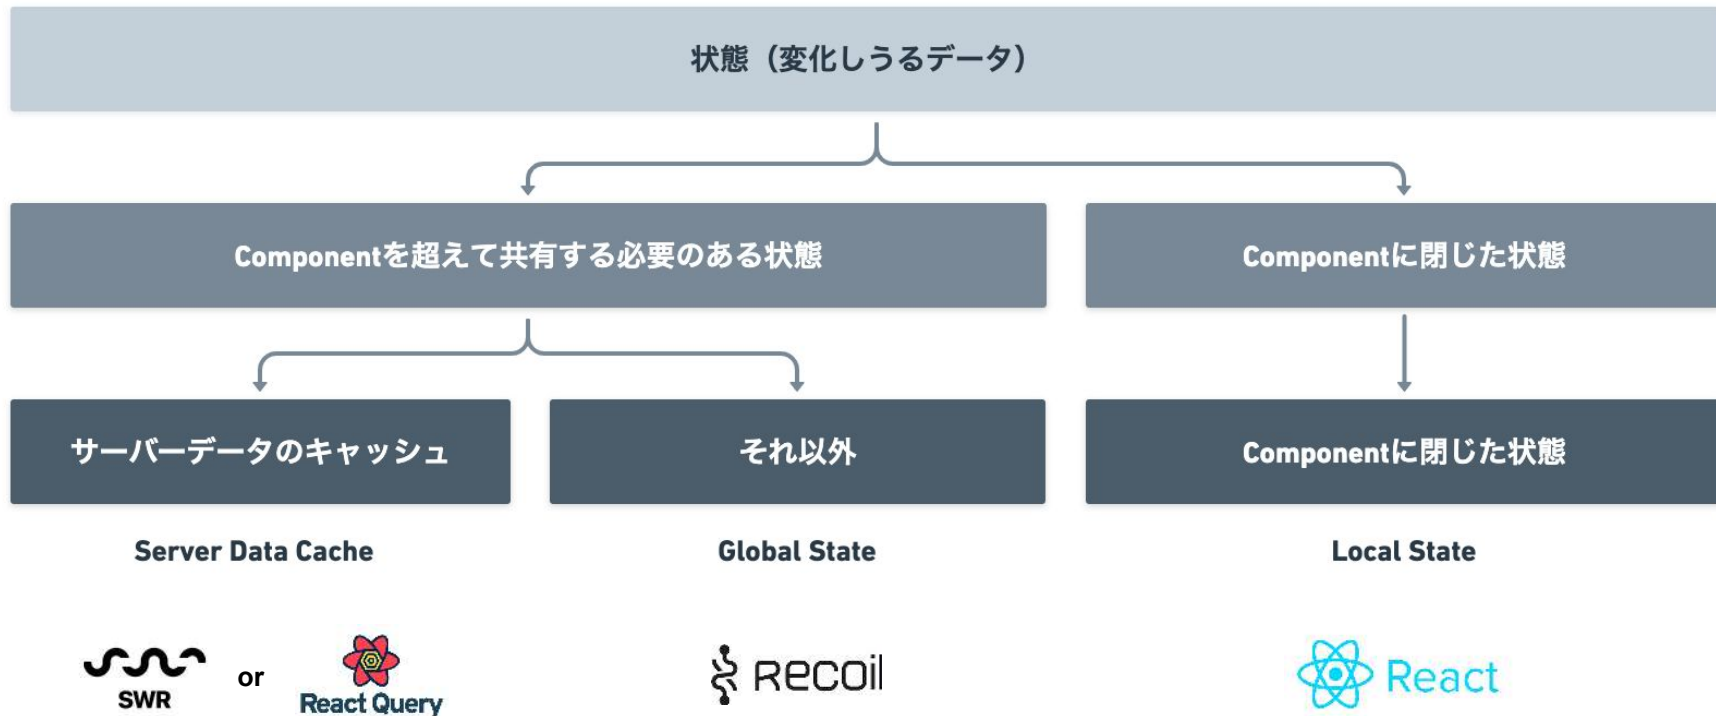 状態（変化しうるデータ）
Componentを超えて共有する必要のある状態
Componentに閉じた状態
サーバーデータのキャッシュ
それ以外
Componentに閉じた状態
Server Data Cache
Global State
Local State
SWR
or
React Query
Recoil
React